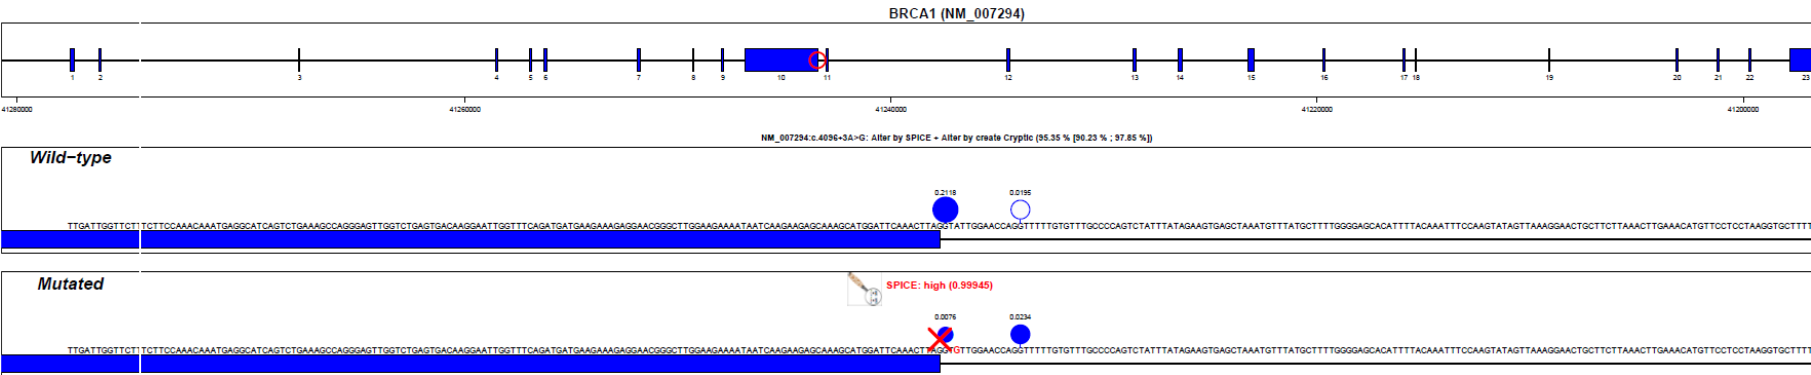 BRCA1 (NM_007294)
1 2 3 4 5 6 7 8 9 10 11 12 13 14 15 16 17 18 19 20 21 22 23
41280000 41260000 41240000 41220000 41200000
NM_007294:c.4096+3A>G: Alter by SPICE + Alter by create Cryptic (95.35 % [90.23 % ; 97.85 %])
Wild-type
0.2118 0.0195
TTGATTGGTTCTTTCTTCCAAACAAATGAGGCATCAGTCTGAAAGCCAGGGAGTTGGTCTGAGTGACAAGGAATTGGTTTCAGATGATGAAGAAAGAGGAACGGGCTTGGAAGAAAATAATCAAGAAGAGCAAAGCATGGATTCAAACTTAGGTATTGGAACCAGGTTTTTGTGTTTGCCCCAGTCTATTTATAGAAGTGAGCTAAATGTTTATGCTTTTGGGGAGCACATTTTACAAATTTCCAAGTATAGTTAAAGGAACTGCTTCTTAAACTTGAAACATGTTCCTCCTAAGGTGCTTTT
Mutated
SPICE: high (0.99945)
0.0076 0.0234
TTGATTGGTTCTTTCTTCCAAACAAATGAGGCATCAGTCTGAAAGCCAGGGAGTTGGTCTGAGTGACAAGGAATTGGTTTCAGATGATGAAGAAAGAGGAACGGGCTTGGAAGAAAATAATCAAGAAGAGCAAAGCATGGATTCAAACTTAGGTGTTGGAACCAGGTTTTTGTGTTTGCCCCAGTCTATTTATAGAAGTGAGCTAAATGTTTATGCTTTTGGGGAGCACATTTTACAAATTTCCAAGTATAGTTAAAGGAACTGCTTCTTAAACTTGAAACATGTTCCTCCTAAGGTGCTTTT